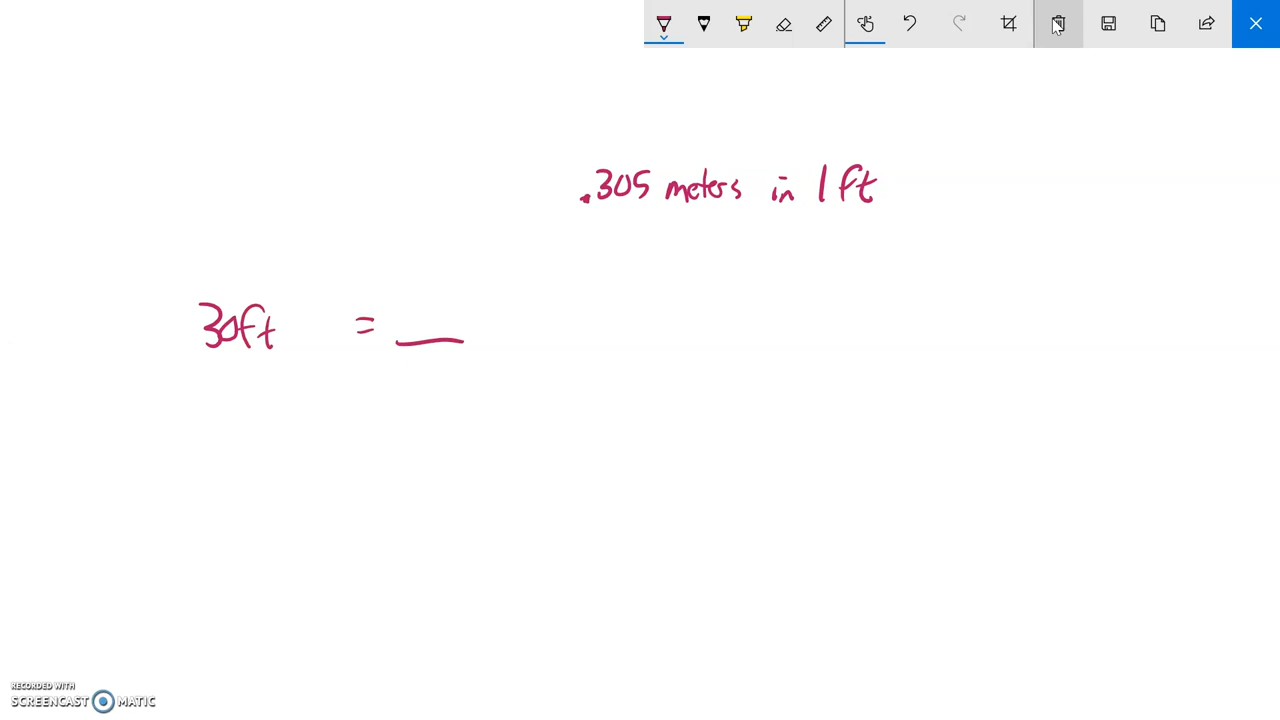 .305 meters in 1 ft
30ft = ___
RECORDED WITH
SCREENCAST MATIC